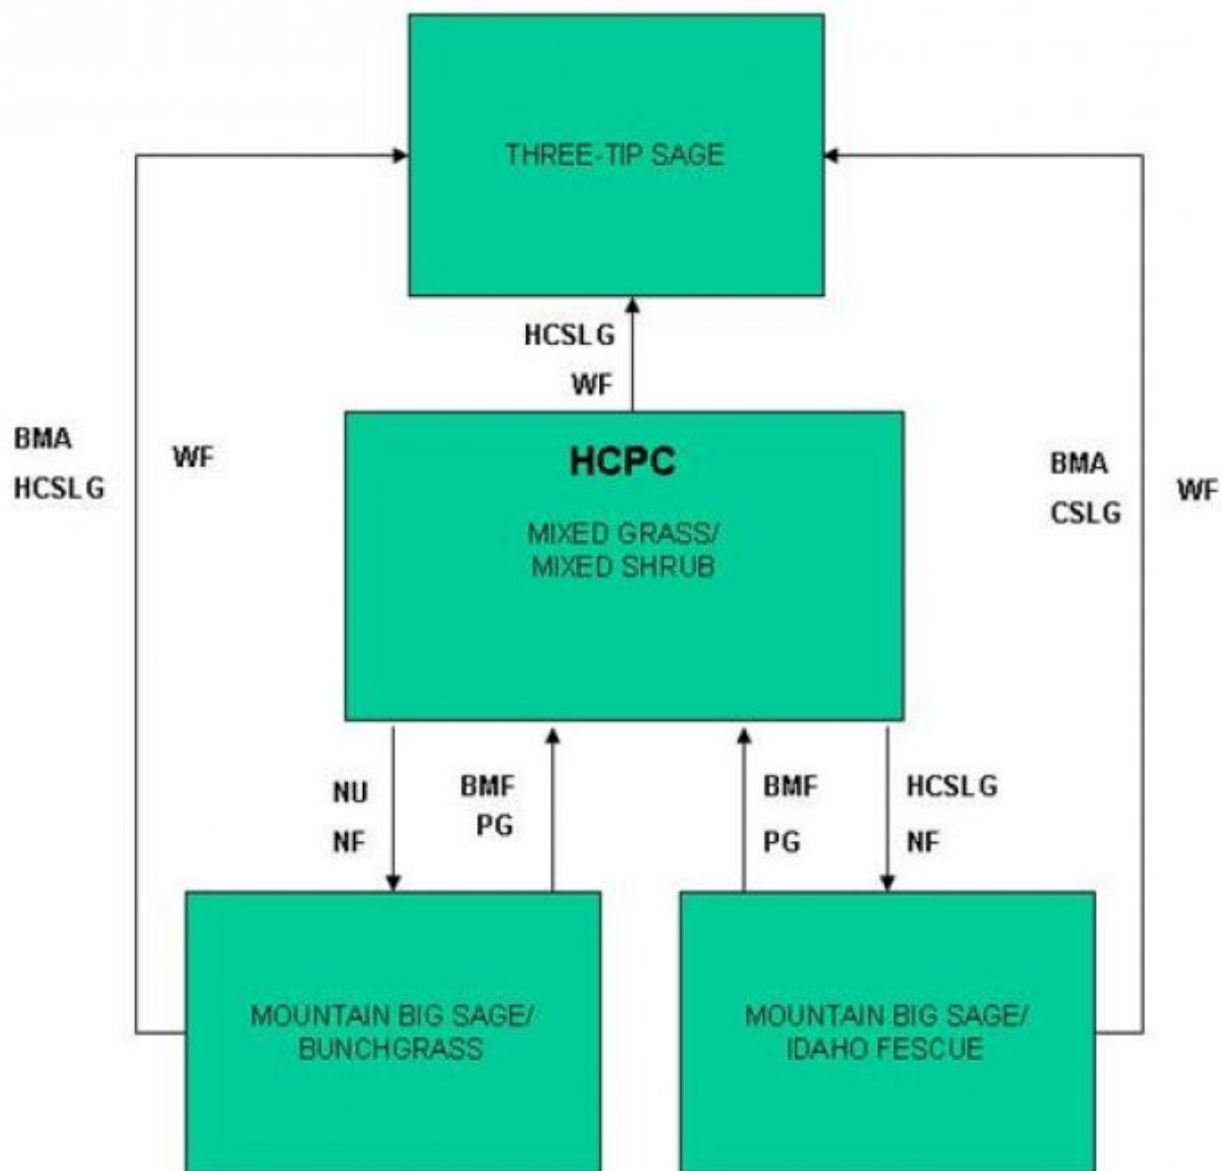 THREE-TIP SAGE
HCSLG
WF
BMA
HCSLG
WF
HCPC
MIXED GRASS/
MIXED SHRUB
BMA
CSLG
WF
NU
NF
BMF
PG
BMF
PG
HCSLG
NF
MOUNTAIN BIG SAGE/
BUNCHGRASS
MOUNTAIN BIG SAGE/
IDAHO FESCUE